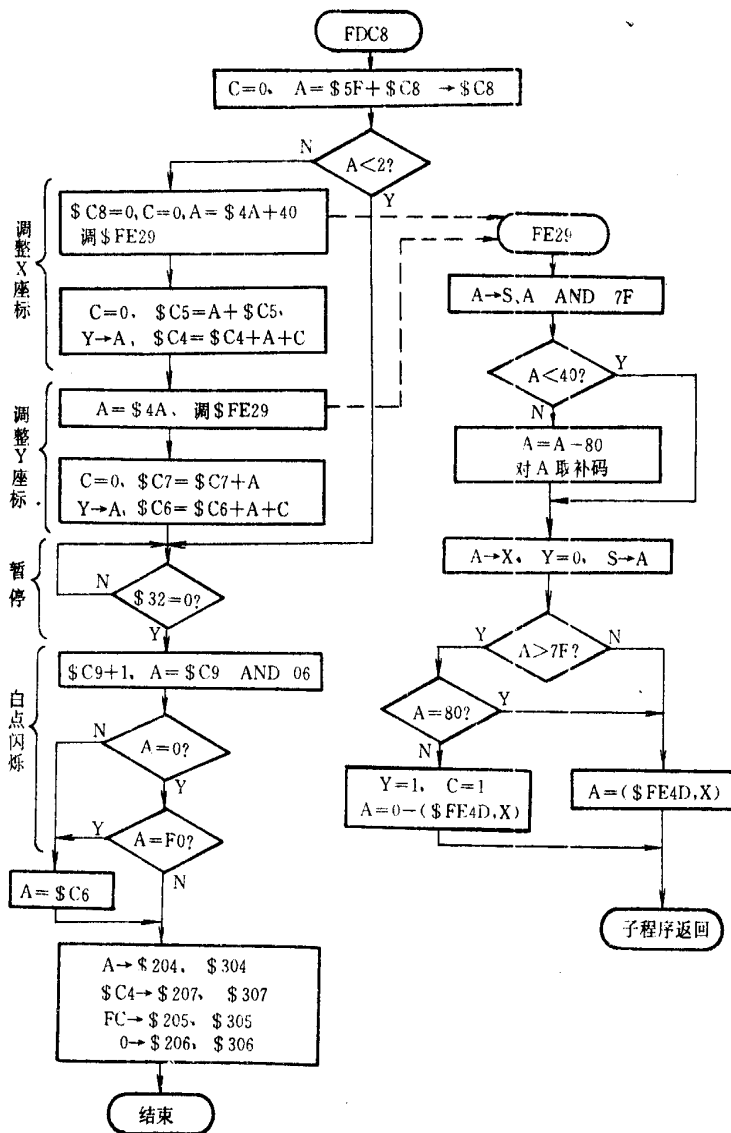 FDC8
C=0、 A=$5F+$C8 →$C8
A<2?
N
Y
调整X座标
$C8=0,C=0,A=$4A+40
调$FE29
C=0、 $C5=A+$C5、
Y→A、 $C4=$C4+A+C
调整Y座标
A=$4A、调$FE29
C=0、$C7=$C7+A
Y→A、$C6=$C6+A+C
暂停
N
$32=0?
Y
白点闪烁
$C9+1、A=$C9 AND 06
N
A=0?
Y
Y
A=F0?
N
A=$C6
A→$204、 $304
$C4→$207、 $307
FC→$205、 $305
0→$206、 $306
结束
FE29
A→S,A AND 7F
A<40?
Y
N
A=A-80
对A取补码
A→X、 Y=0、 S→A
Y
A>7F?
N
A=80?
Y
N
Y=1、 C=1
A=0-($FE4D,X)
A=($FE4D,X)
子程序返回